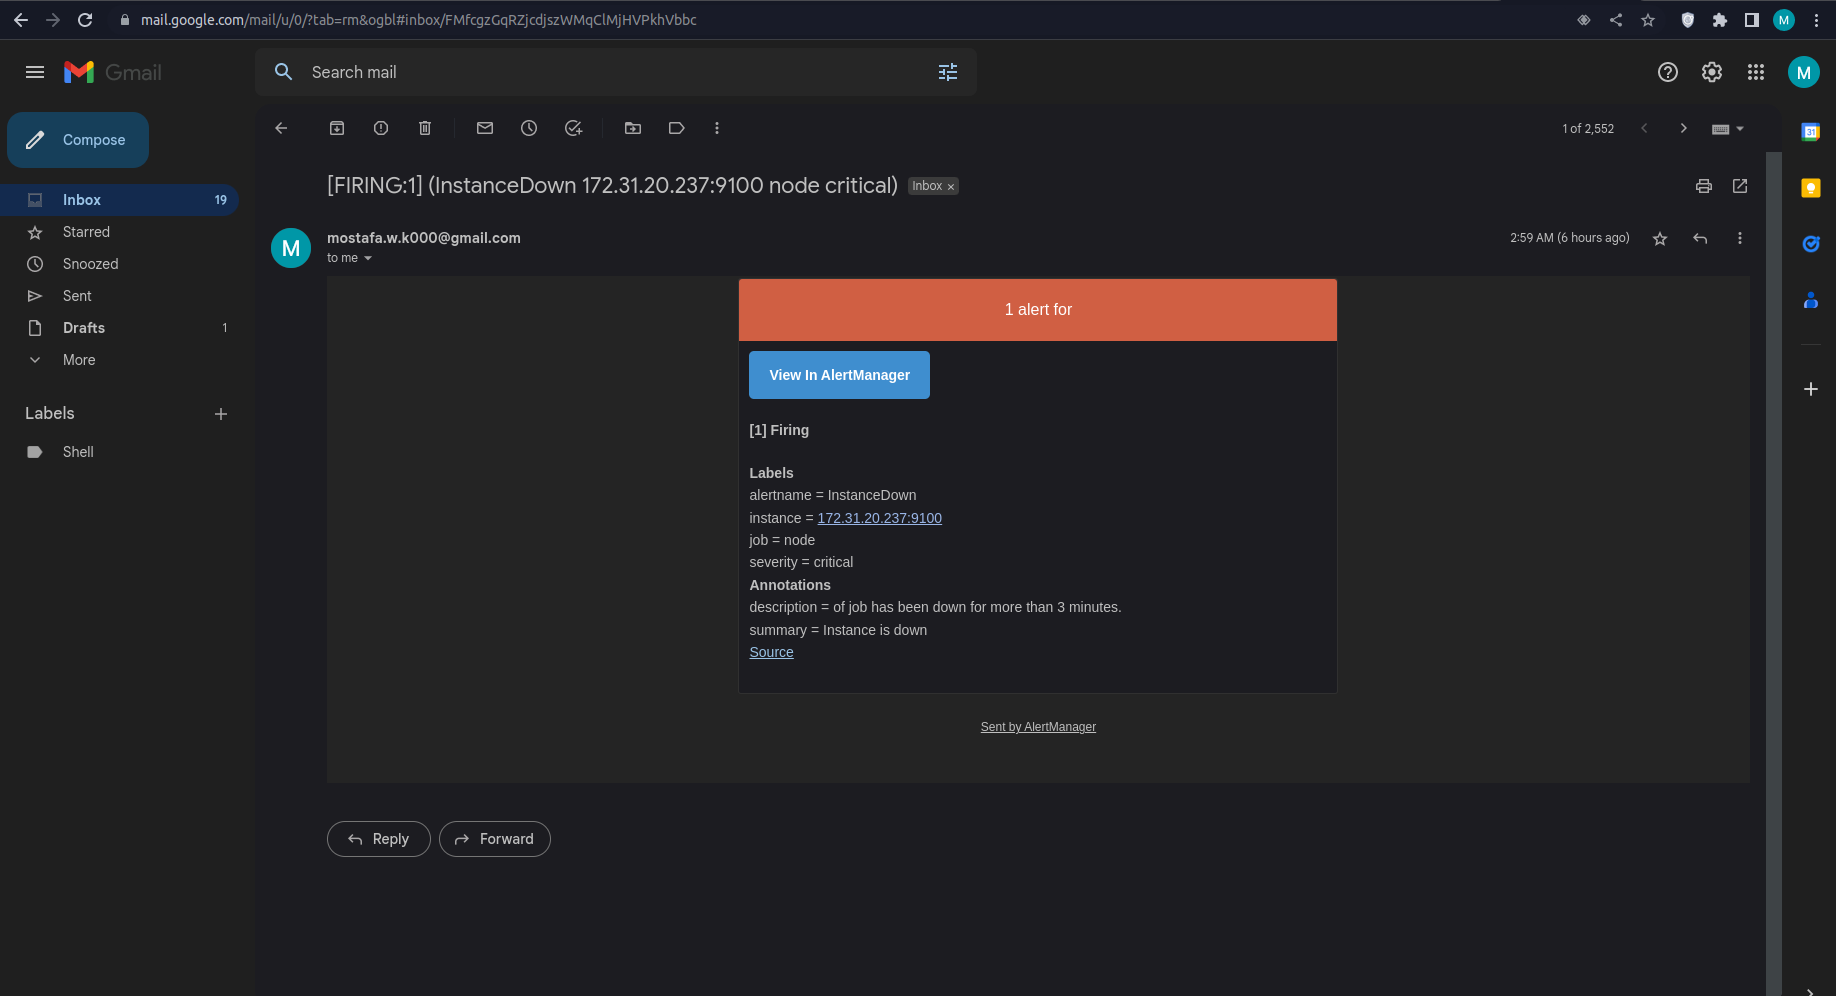 mail.google.com/mail/u/0/?tab=rm&ogbl#inbox/FMfcgzGqRZjcdjszWMqClMjHVPkhVbbc
M
Gmail
Search mail
M
Compose
1 of 2,552
31
[FIRING:1] (InstanceDown 172.31.20.237:9100 node critical)
Inbox ×
Inbox 19
Starred
Snoozed
Sent
Drafts 1
More
Labels +
Shell
M
mostafa.w.k000@gmail.com
2:59 AM (6 hours ago)
to me
1 alert for
View In AlertManager
[1] Firing
Labels
alertname = InstanceDown
instance = 172.31.20.237:9100
job = node
severity = critical
Annotations
description = of job has been down for more than 3 minutes.
summary = Instance is down
Source
Sent by AlertManager
Reply
Forward